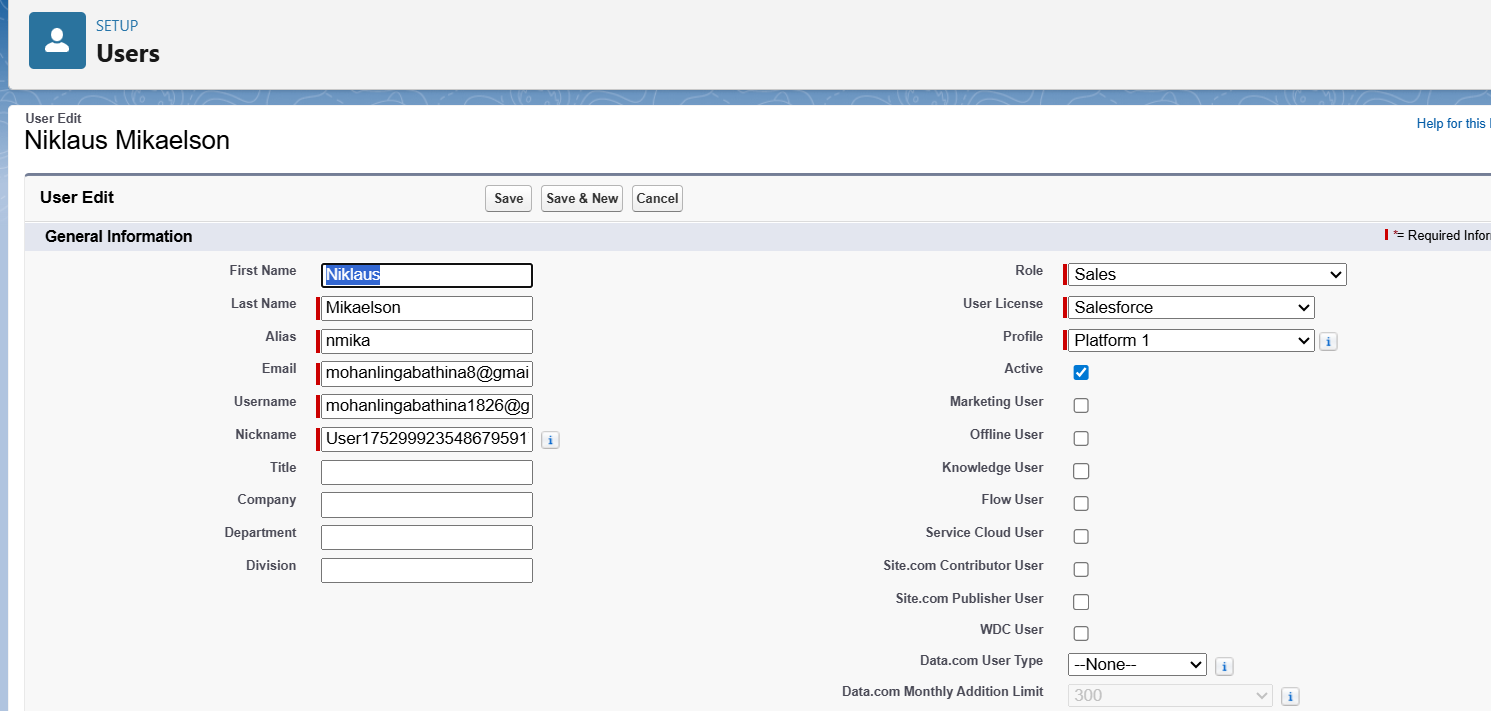 SETUP
Users
User Edit
Niklaus Mikaelson
Help for this
User Edit
Save
Save & New
Cancel
General Information
*= Required Infor
First Name
Niklaus
Last Name
Mikaelson
Alias
nmika
Email
mohanlingabathina8@gmai
Username
mohanlingabathina1826@g
Nickname
User175299923548679591
Title
Company
Department
Division
Role
Sales
User License
Salesforce
Profile
Platform 1
Active
Marketing User
Offline User
Knowledge User
Flow User
Service Cloud User
Site.com Contributor User
Site.com Publisher User
WDC User
Data.com User Type
--None--
Data.com Monthly Addition Limit
300